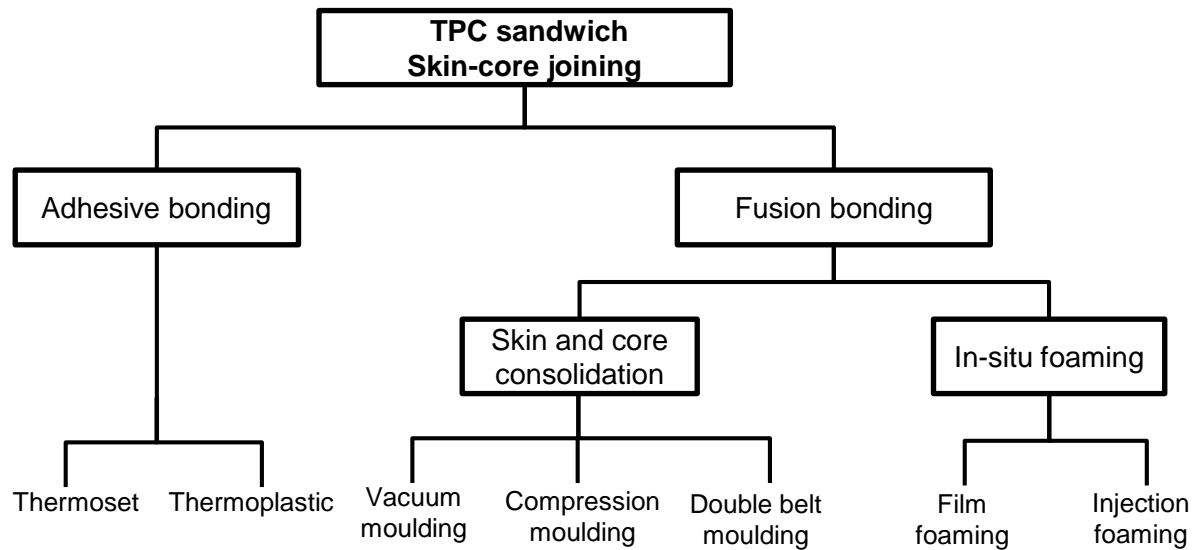 TPC sandwich
Skin-core joining
Adhesive bonding
Fusion bonding
Skin and core
consolidation
In-situ foaming
Thermoset
Thermoplastic
Vacuum
moulding
Compression
moulding
Double belt
moulding
Film
foaming
Injection
foaming